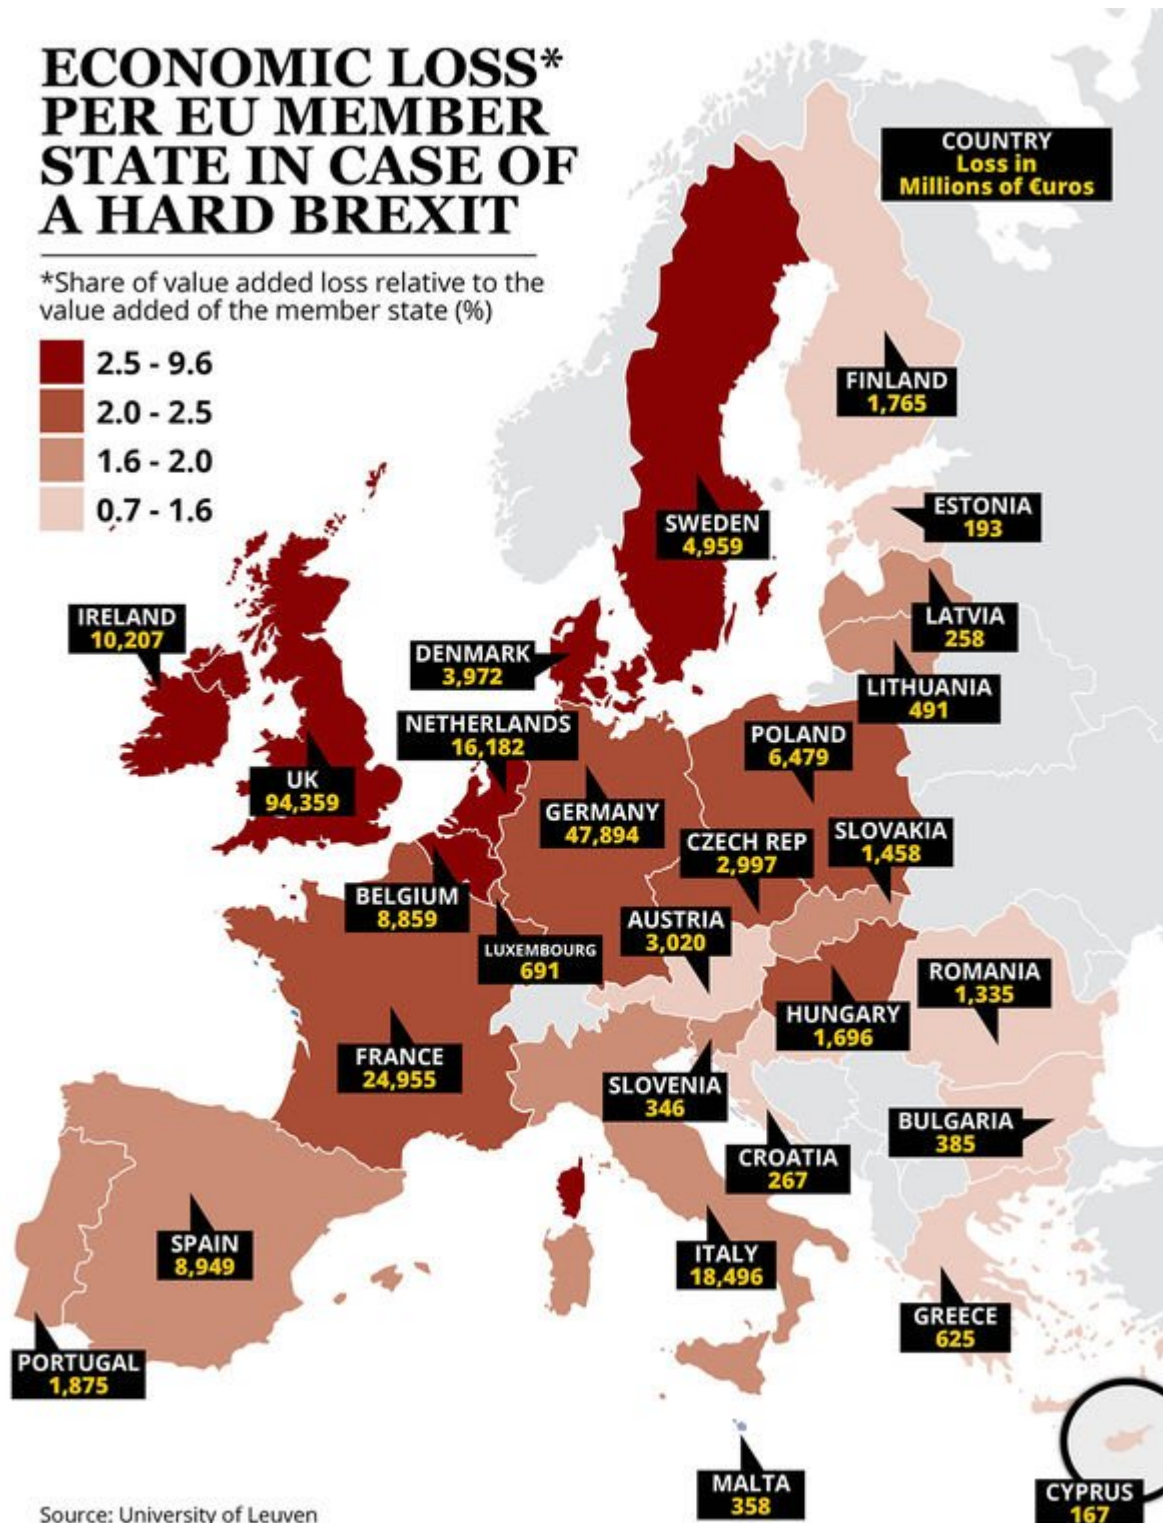 ECONOMIC LOSS*
PER EU MEMBER
STATE IN CASE OF
A HARD BREXIT
*Share of value added loss relative to the
value added of the member state (%)
2.5 - 9.6
2.0 - 2.5
1.6 - 2.0
0.7 - 1.6
COUNTRY
Loss in
Millions of €uros
FINLAND
1,765
ESTONIA
193
SWEDEN
4,959
LATVIA
258
IRELAND
10,207
DENMARK
3,972
LITHUANIA
491
NETHERLANDS
16,182
POLAND
6,479
UK
94,359
GERMANY
47,894
CZECH REP
2,997
SLOVAKIA
1,458
BELGIUM
8,859
AUSTRIA
3,020
LUXEMBOURG
691
ROMANIA
1,335
HUNGARY
1,696
FRANCE
24,955
SLOVENIA
346
BULGARIA
385
CROATIA
267
SPAIN
8,949
ITALY
18,496
GREECE
625
PORTUGAL
1,875
MALTA
358
CYPRUS
167
Source: University of Leuven